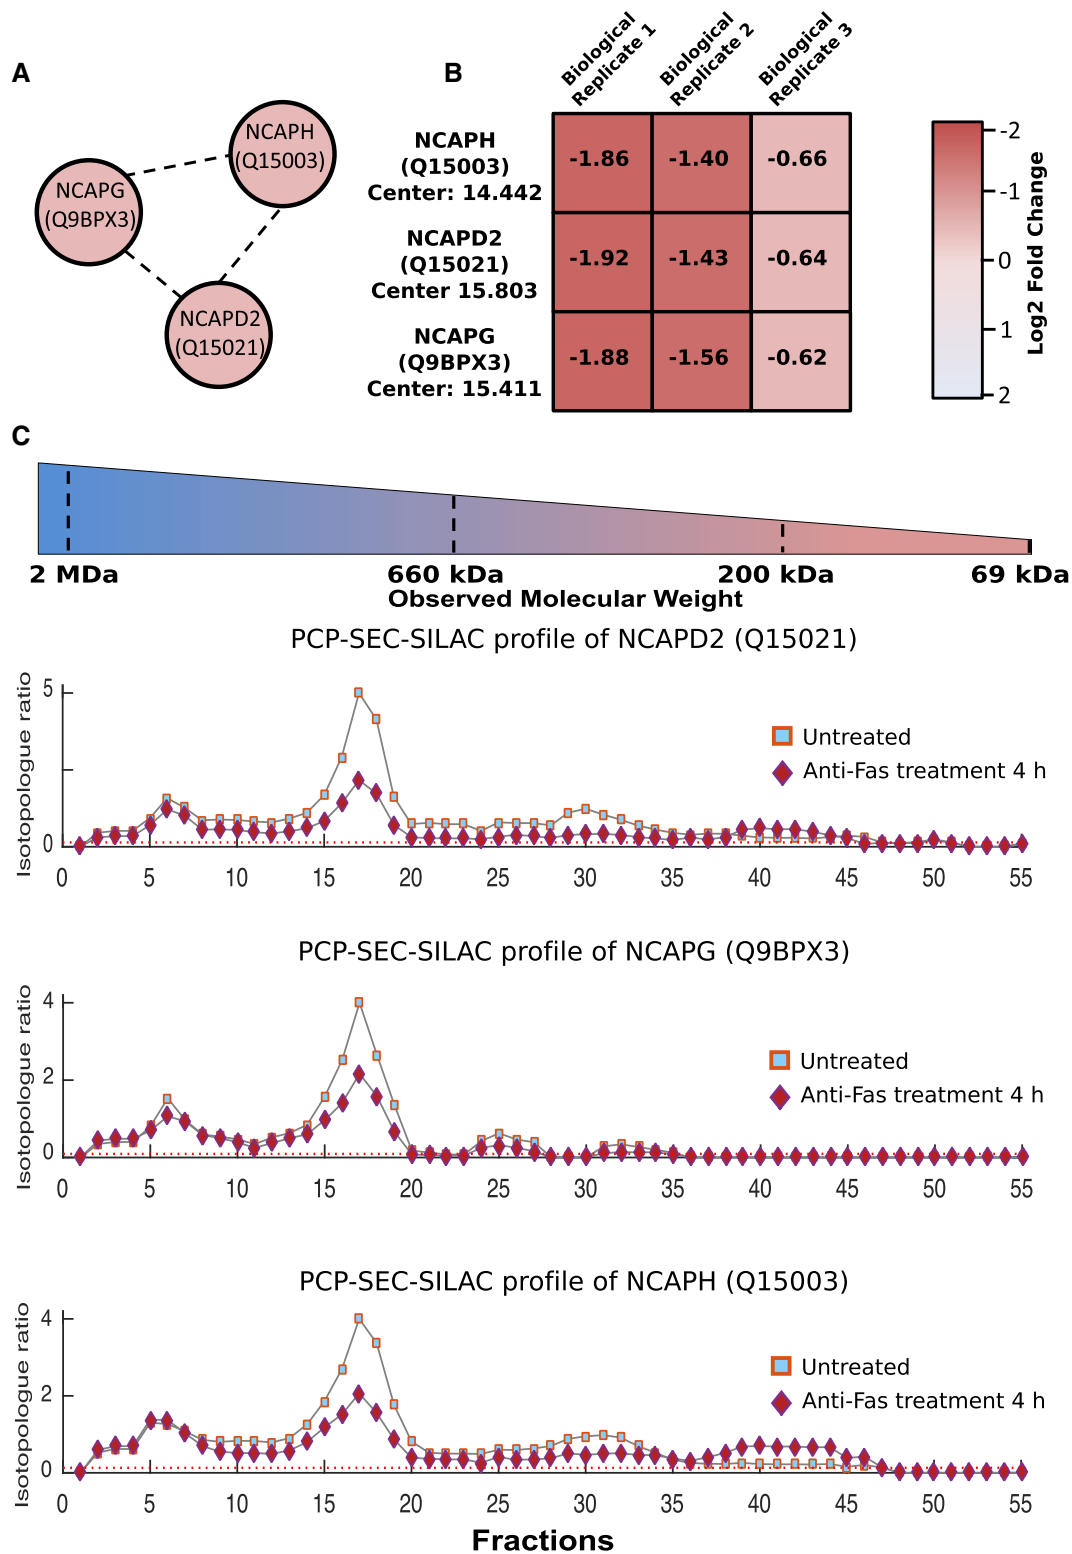 A
NCAPH
(Q15003)
NCAPG
(Q9BPX3)
NCAPD2
(Q15021)
B
Biological
Replicate 1
Biological
Replicate 2
Biological
Replicate 3
NCAPH
(Q15003)
Center: 14.442
-1.86 -1.40 -0.66
NCAPD2
(Q15021)
Center 15.803
-1.92 -1.43 -0.64
NCAPG
(Q9BPX3)
Center: 15.411
-1.88 -1.56 -0.62
-2
-1
0
1
2
Log2 Fold Change
C
2 MDa 660 kDa 200 kDa 69 kDa
Observed Molecular Weight
PCP-SEC-SILAC profile of NCAPD2 (Q15021)
Isotopologue ratio
5
0
Untreated
Anti-Fas treatment 4 h
0 5 10 15 20 25 30 35 40 45 50 55
PCP-SEC-SILAC profile of NCAPG (Q9BPX3)
Isotopologue ratio
4
2
0
Untreated
Anti-Fas treatment 4 h
0 5 10 15 20 25 30 35 40 45 50 55
PCP-SEC-SILAC profile of NCAPH (Q15003)
Isotopologue ratio
4
2
0
Untreated
Anti-Fas treatment 4 h
0 5 10 15 20 25 30 35 40 45 50 55
Fractions